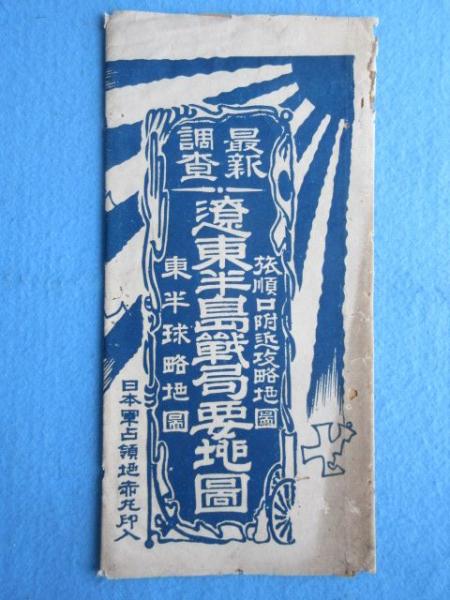 最新
調査
遼東半島戰局要地圖
旅順口附近攻略地圖
東半球略地圖
日本軍占領地赤丸印入